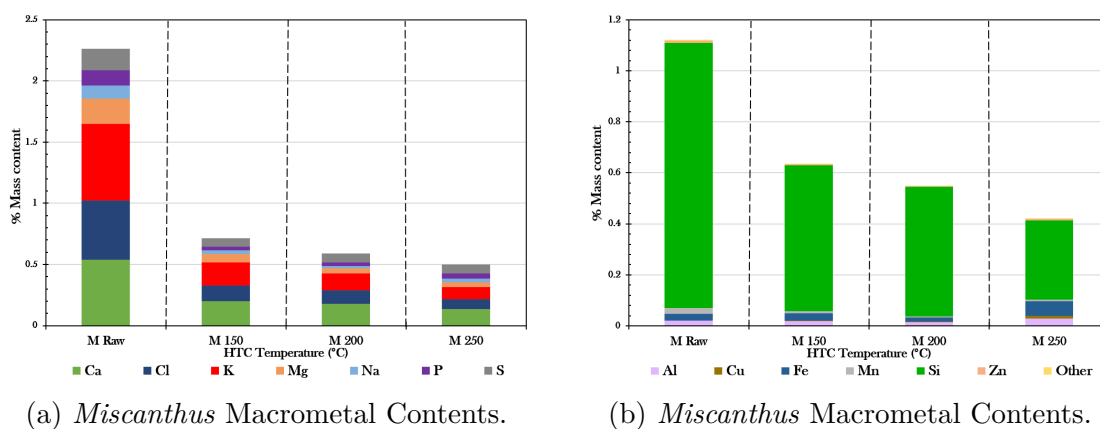 2.5
2
1.5
1
0.5
0
% Mass content
M Raw
M 150
M 200
M 250
HTC Temperature (°C)
Ca Cl K Mg Na P S
(a) Miscanthus Macrometal Contents.
1.2
1
0.8
0.6
0.4
0.2
0
% Mass content
M Raw
M 150
M 200
M 250
HTC Temperature (°C)
Al Cu Fe Mn Si Zn Other
(b) Miscanthus Macrometal Contents.